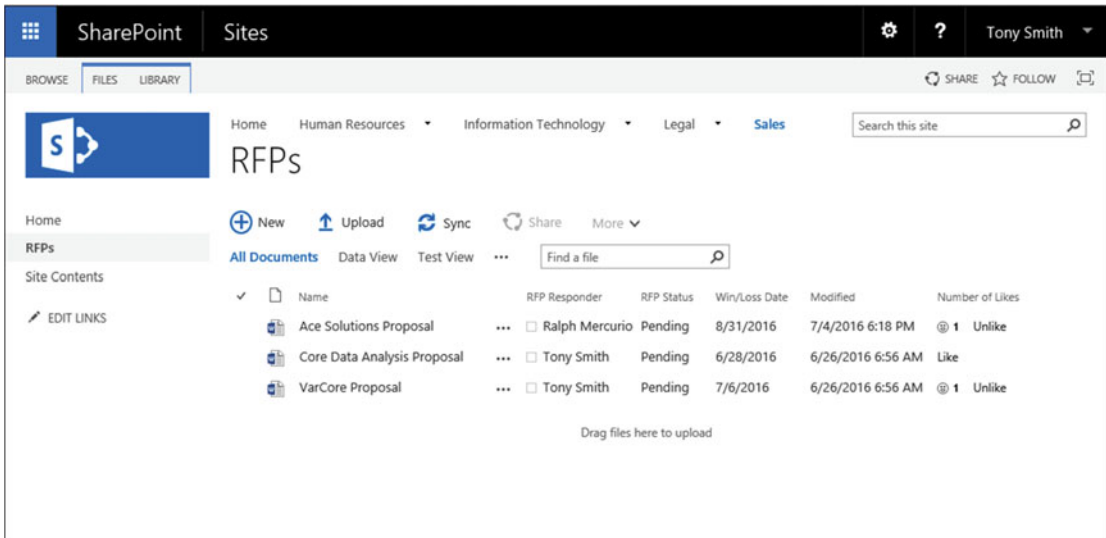 SharePoint Sites ? Tony Smith
BROWSE FILES LIBRARY SHARE FOLLOW
S
Home Human Resources Information Technology Legal Sales Search this site
RFPs
Home
RFPs
Site Contents
EDIT LINKS
New Upload Sync Share More
All Documents Data View Test View ... Find a file
Name RFP Responder RFP Status Win/Loss Date Modified Number of Likes
Ace Solutions Proposal ... Ralph Mercurio Pending 8/31/2016 7/4/2016 6:18 PM 1 Unlike
Core Data Analysis Proposal ... Tony Smith Pending 6/28/2016 6/26/2016 6:56 AM Like
VarCore Proposal ... Tony Smith Pending 7/6/2016 6/26/2016 6:56 AM 1 Unlike
Drag files here to upload